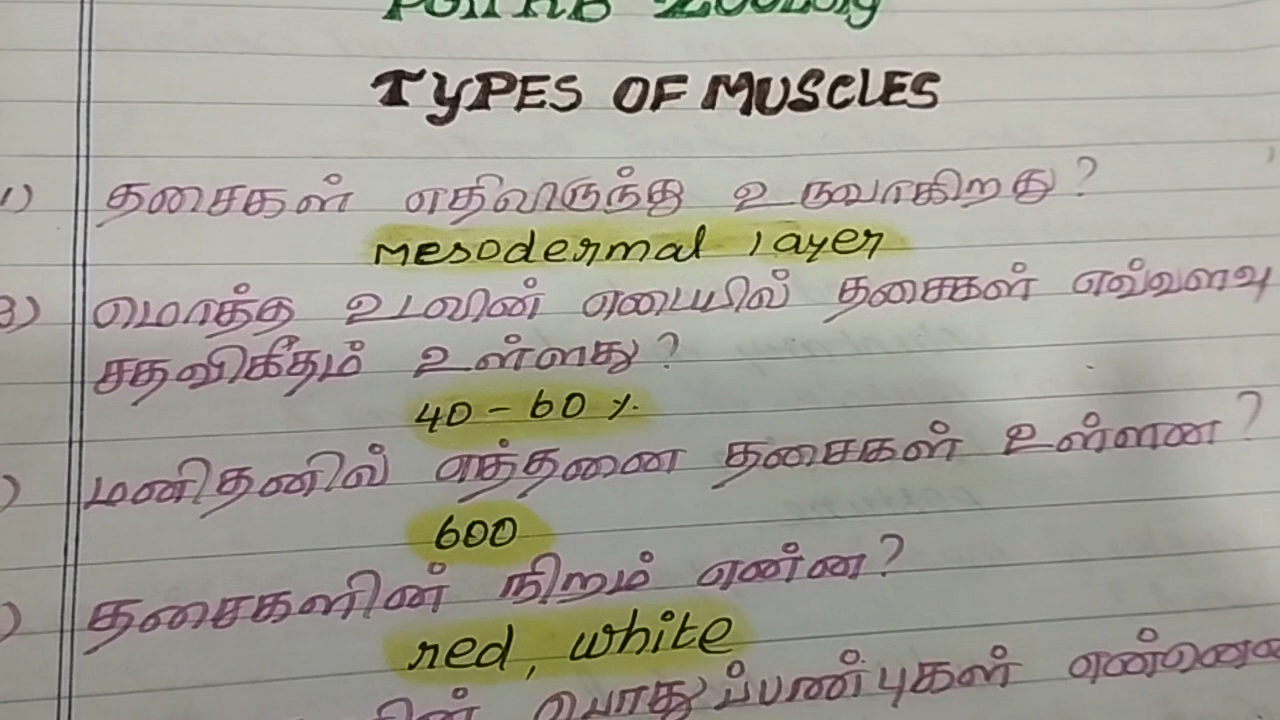 TYPES OF MUSCLES
1) தசைகள் எதிலிருந்து உருவாகிறது?
Mesodermal layer
3) மொத்த உடலின் எடையில் தசைகள் எவ்வளவு
சதவிகிதம் உள்ளது?
40 - 60 %.
) மனிதனில் எத்தனை தசைகள் உள்ளன?
600
) தசைகளின் நிறம் என்ன?
red, white
பொதுப்பண்புகள்